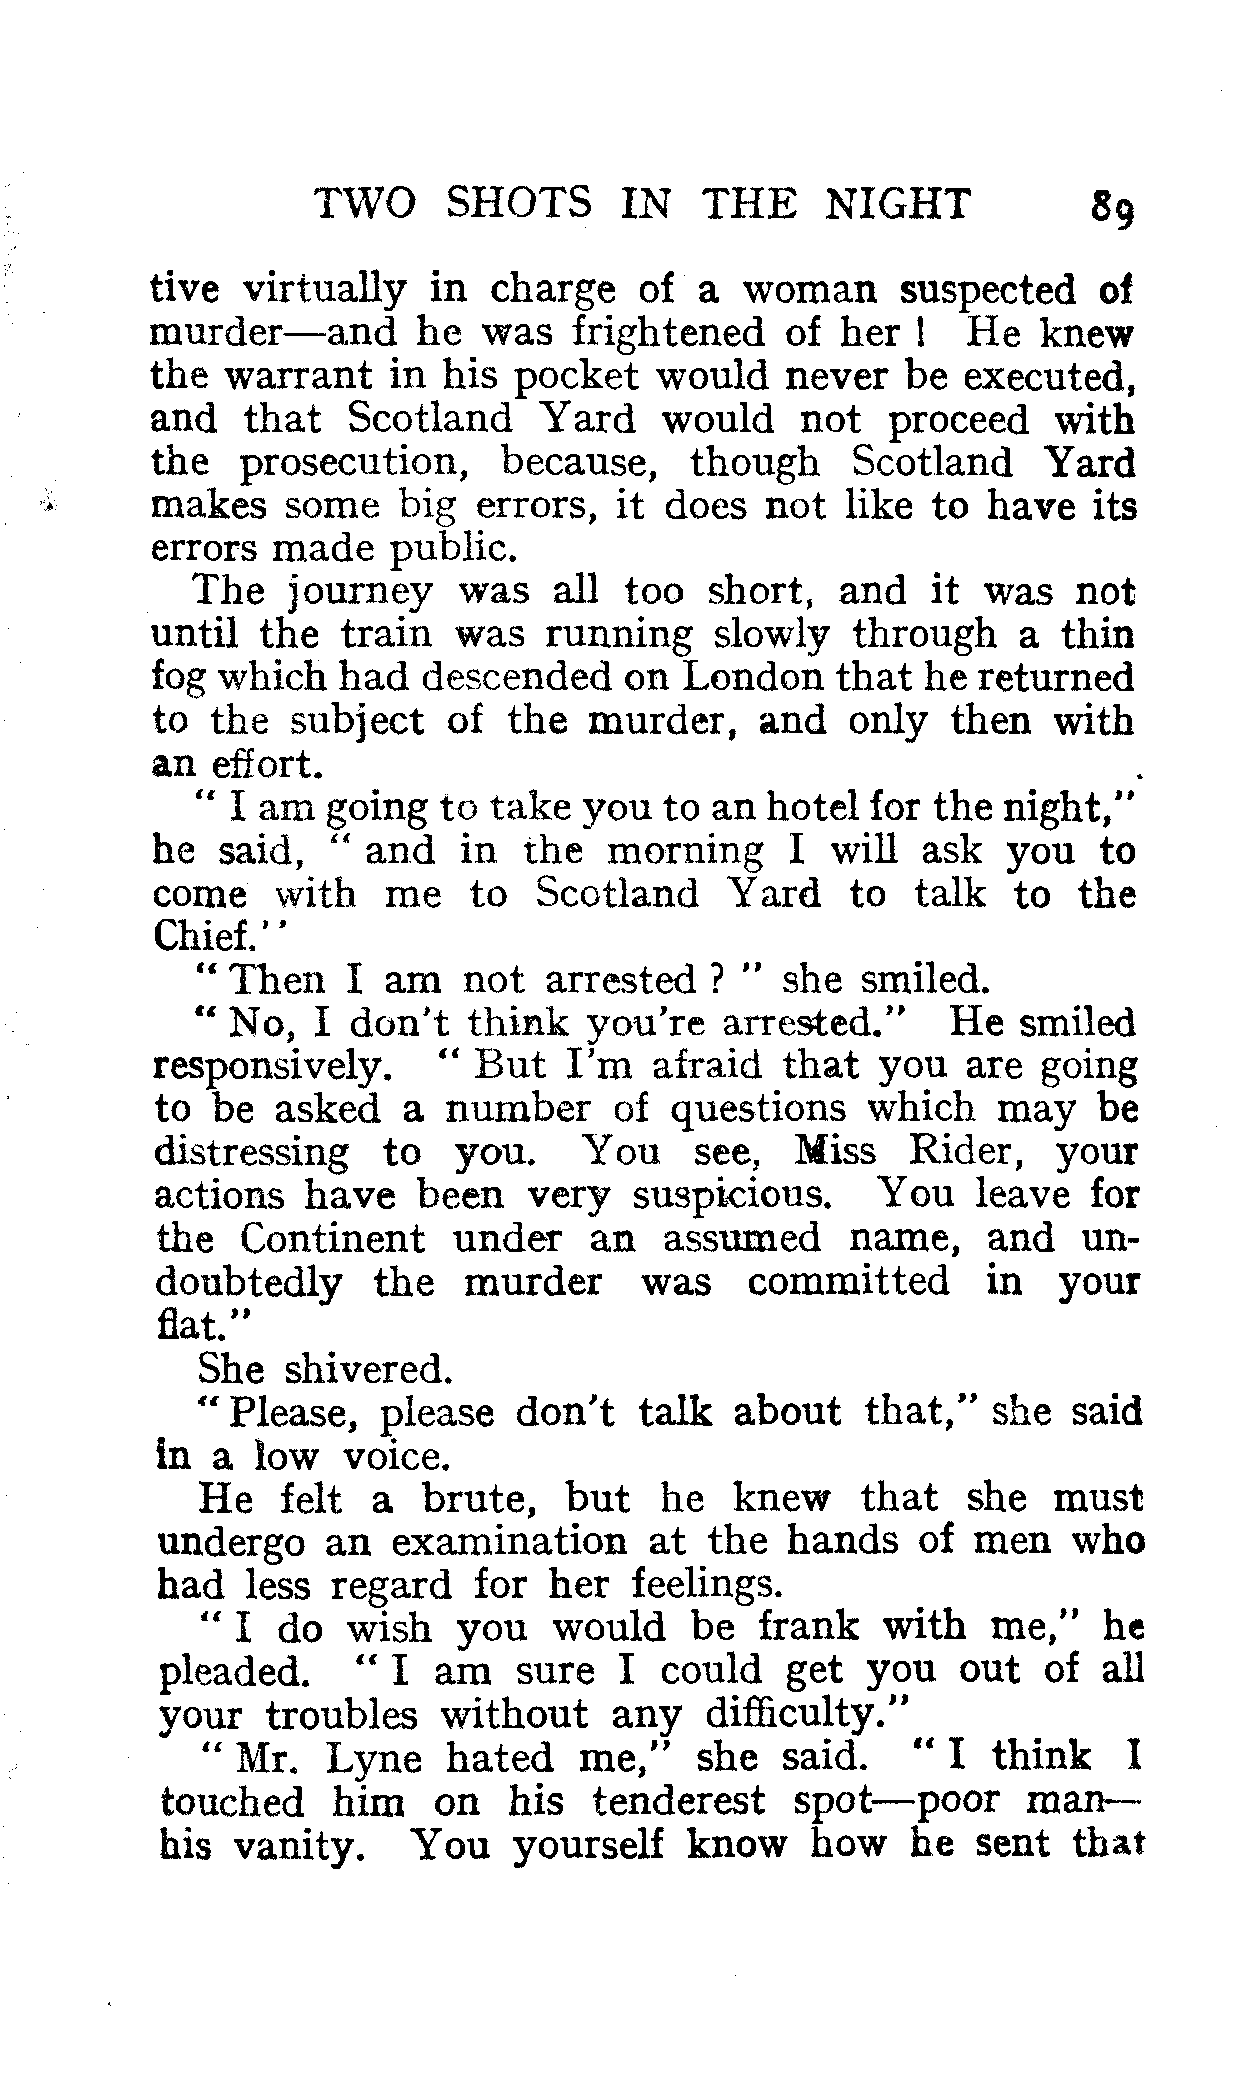 TWO SHOTS IN THE NIGHT 89
tive virtually in charge of a woman suspected of
murder—and he was frightened of her ! He knew
the warrant in his pocket would never be executed,
and that Scotland Yard would not proceed with
the prosecution, because, though Scotland Yard
makes some big errors, it does not like to have its
errors made public.
The journey was all too short, and it was not
until the train was running slowly through a thin
fog which had descended on London that he returned
to the subject of the murder, and only then with
an effort.
" I am going to take you to an hotel for the night,"
he said, " and in the morning I will ask you to
come with me to Scotland Yard to talk to the
Chief."
" Then I am not arrested ? " she smiled.
" No, I don't think you're arrested." He smiled
responsively. " But I'm afraid that you are going
to be asked a number of questions which may be
distressing to you. You see, Miss Rider, your
actions have been very suspicious. You leave for
the Continent under an assumed name, and un-
doubtedly the murder was committed in your
flat."
She shivered.
" Please, please don't talk about that," she said
in a low voice.
He felt a brute, but he knew that she must
undergo an examination at the hands of men who
had less regard for her feelings.
" I do wish you would be frank with me," he
pleaded. " I am sure I could get you out of all
your troubles without any difficulty."
" Mr. Lyne hated me," she said. " I think I
touched him on his tenderest spot—poor man—
his vanity. You yourself know how he sent that